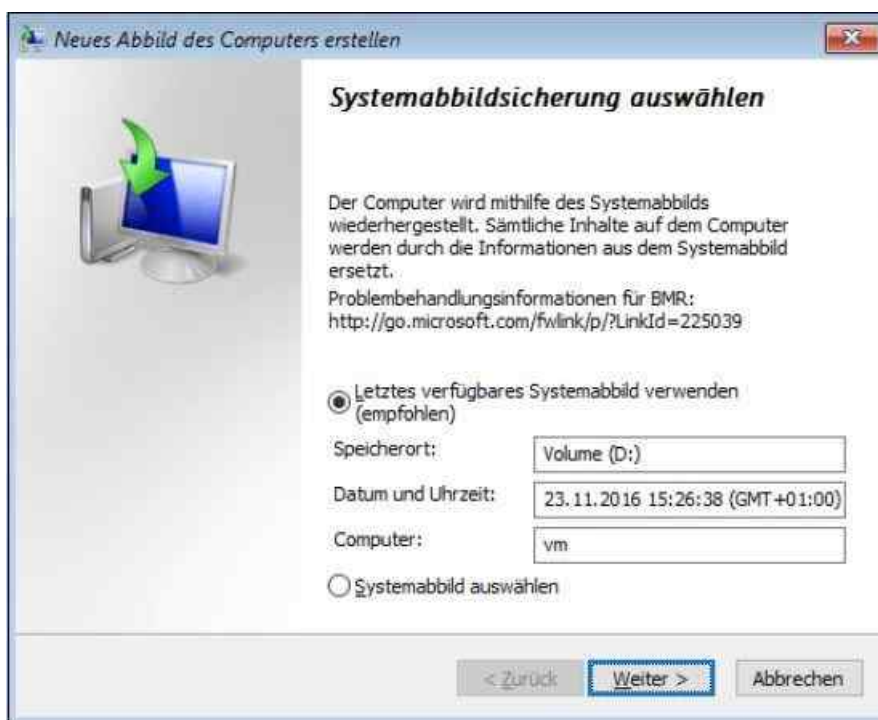 Neues Abbild des Computers erstellen
Systemabbildsicherung auswählen
Der Computer wird mithilfe des Systemabbilds
wiederhergestellt. Sämtliche Inhalte auf dem Computer
werden durch die Informationen aus dem Systemabbild
ersetzt.
Problembehandlungsinformationen für BMR:
http://go.microsoft.com/fwlink/p/?LinkId=225039
Letztes verfügbares Systemabbild verwenden
(empfohlen)
Speicherort: Volume (D:)
Datum und Uhrzeit: 23.11.2016 15:26:38 (GMT+01:00)
Computer: vm
Systemabbild auswählen
< Zurück Weiter > Abbrechen